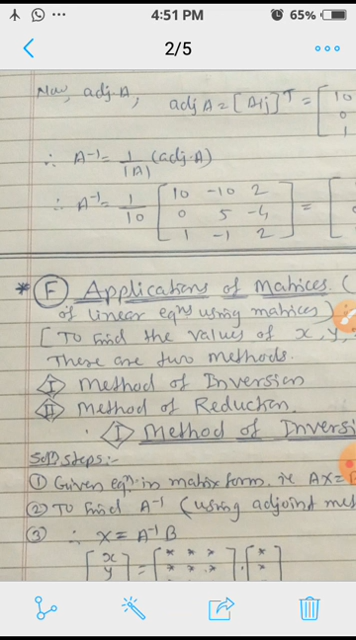 4:51 PM
65%
2/5
Now, adj.A, adj A = [Aij]ᵀ = [ 10
0
1
∴ A⁻¹ = 1/|A| (adj.A)
∴ A⁻¹ = 1/10 [ 10 -10 2
0 5 -4
1 -1 2 ] = [
* (F) Applications of Matrices. (
of linear eqns using matrices)
[To find the values of x, y,
There are two methods.
I Method of Inversion
II Method of Reduction.
I Method of Inversi
Soln steps:-
① Given eqn in matrix form. ie AX=
② To find A⁻¹ (using adjoint me
③ ∴ X = A⁻¹ B
[ x
y ] = [ * * *
* * * ] . [ *
*